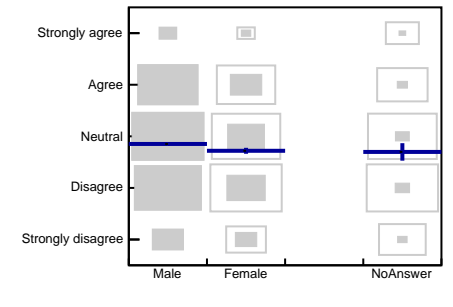 Strongly agree
Agree
Neutral
Disagree
Strongly disagree
Male Female NoAnswer